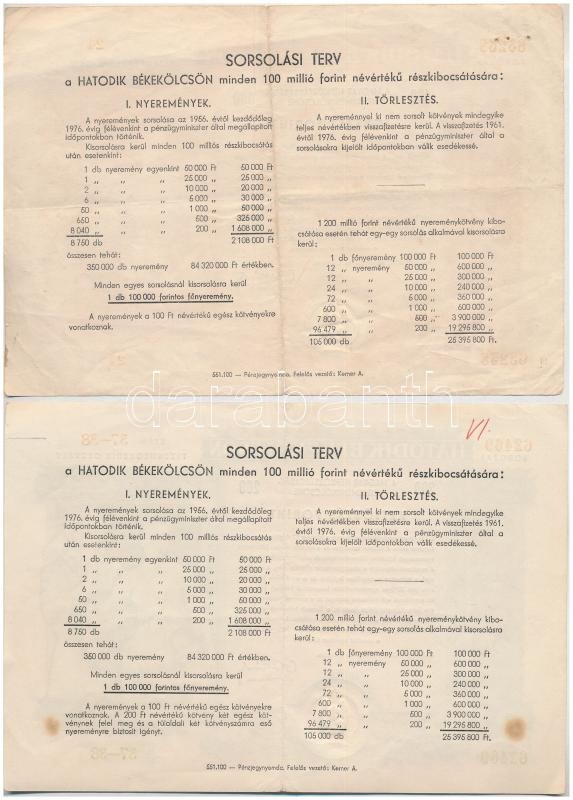 SORSOLÁSI TERV
a HATODIK BÉKEKÖLCSÖN minden 100 millió forint névértékű részkibocsátására:
I. NYEREMÉNYEK.
A nyeremények sorsolása az 1956. évtől kezdődőleg
1976. évig félévenként a pénzügyminiszter által megállapított
időpontokban történik.
Kisorsolásra kerül minden 100 milliós részkibocsátás
után esetenkint:
1 db nyeremény egyenkint 50 000 Ft 50 000 Ft
1 „ „ „ 25 000 „ 25 000 „
2 „ „ „ 10 000 „ 20 000 „
6 „ „ „ 5 000 „ 30 000 „
50 „ „ „ 1 000 „ 50 000 „
650 „ „ „ 500 „ 325 000 „
8 040 „ „ „ 200 „ 1 608 000 „
8 750 db 2 108 000 Ft
összesen tehát:
350 000 db nyeremény 84 320 000 Ft értékben.
Minden egyes sorsolásnál kisorsolásra kerül
1 db 100 000 forintos főnyeremény.
A nyeremények a 100 Ft névértékű egész kötvényekre
vonatkoznak.
II. TÖRLESZTÉS.
A nyereménnyel ki nem sorsolt kötvények mindegyike
teljes névértékben visszafizetésre kerül. A visszafizetés 1961.
évtől 1976. évig félévenkint a pénzügyminiszter által a
sorsolásokra kijelölt időpontokban válik esedékessé.
1 200 millió forint névértékű nyereménykötvény kibo-
csátása esetén tehát egy-egy sorsolás alkalmával kisorsolásra
kerül:
1 db főnyeremény 100 000 Ft 100 000 Ft
12 „ nyeremény 50 000 „ 600 000 „
12 „ „ 25 000 „ 300 000 „
24 „ „ 10 000 „ 240 000 „
72 „ „ 5 000 „ 360 000 „
600 „ „ 1 000 „ 600 000 „
7 800 „ „ 500 „ 3 900 000 „
96 479 „ „ 200 „ 19 295 800 „
105 000 db 25 395 800 Ft.
551.100 — Pénzjegynyomda. Felelős vezető: Kerner A.
darabanth
VI.
SORSOLÁSI TERV
a HATODIK BÉKEKÖLCSÖN minden 100 millió forint névértékű részkibocsátására:
I. NYEREMÉNYEK.
A nyeremények sorsolása az 1956. évtől kezdődőleg
1976. évig félévenként a pénzügyminiszter által megállapított
időpontokban történik.
Kisorsolásra kerül minden 100 milliós részkibocsátás
után esetenkint:
1 db nyeremény egyenkint 50 000 Ft 50 000 Ft
1 „ „ „ 25 000 „ 25 000 „
2 „ „ „ 10 000 „ 20 000 „
6 „ „ „ 5 000 „ 30 000 „
50 „ „ „ 1 000 „ 50 000 „
650 „ „ „ 500 „ 325 000 „
8 040 „ „ „ 200 „ 1 608 000 „
8 750 db 2 108 000 Ft
összesen tehát:
350 000 db nyeremény 84 320 000 Ft értékben.
Minden egyes sorsolásnál kisorsolásra kerül
1 db 100 000 forintos főnyeremény.
A nyeremények a 100 Ft névértékű egész kötvényekre
vonatkoznak. A 200 Ft névértékű kötvény két egész köt-
vénynek felel meg és a túloldali két kötvényszámra eső
nyereményre biztosít igényt.
II. TÖRLESZTÉS.
A nyereménnyel ki nem sorsolt kötvények mindegyike
teljes névértékben visszafizetésre kerül. A visszafizetés 1961.
évtől 1976. évig félévenkint a pénzügyminiszter által a
sorsolásokra kijelölt időpontokban válik esedékessé.
1 200 millió forint névértékű nyereménykötvény kibo-
csátása esetén tehát egy-egy sorsolás alkalmával kisorsolásra
kerül:
1 db főnyeremény 100 000 Ft 100 000 Ft
12 „ nyeremény 50 000 „ 600 000 „
12 „ „ 25 000 „ 300 000 „
24 „ „ 10 000 „ 240 000 „
72 „ „ 5 000 „ 360 000 „
600 „ „ 1 000 „ 600 000 „
7 800 „ „ 500 „ 3 900 000 „
96 479 „ „ 200 „ 19 295 800 „
105 000 db 25 395 800 Ft.
551.100 — Pénzjegynyomda. Felelős vezető: Kerner A.